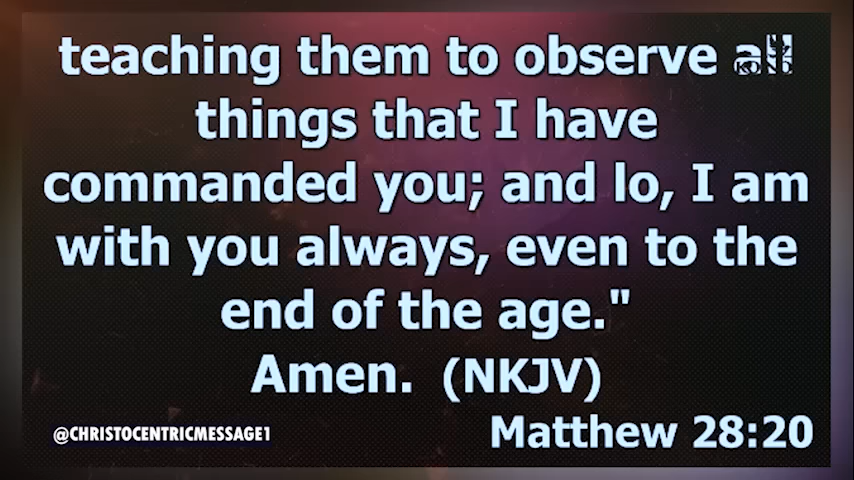 teaching them to observe all
things that I have
commanded you; and lo, I am
with you always, even to the
end of the age."
Amen. (NKJV)
Matthew 28:20
@CHRISTOCENTRICMESSAGE1